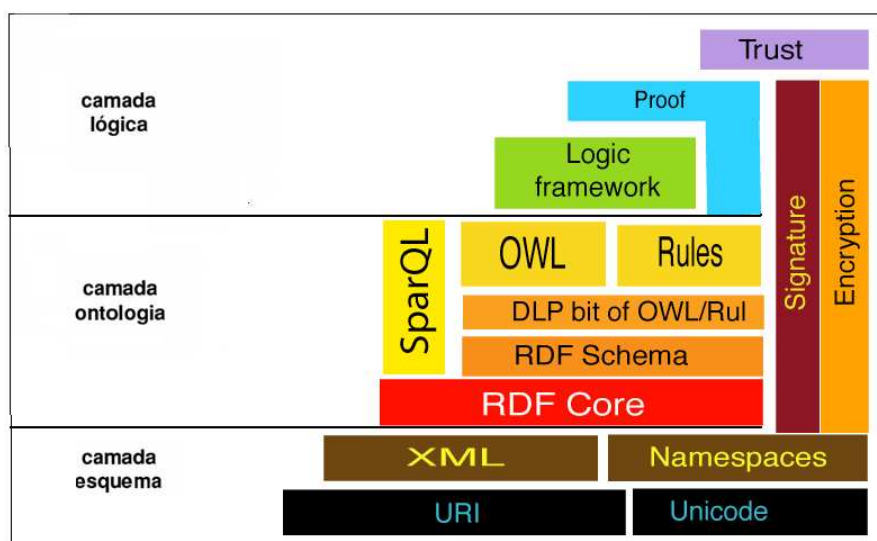 Trust
camada
lógica
Proof
Logic
framework
Signature
Encryption
camada
ontologia
SparQL
OWL
Rules
DLP bit of OWL/Rul
RDF Schema
RDF Core
camada
esquema
XML
Namespaces
URI
Unicode